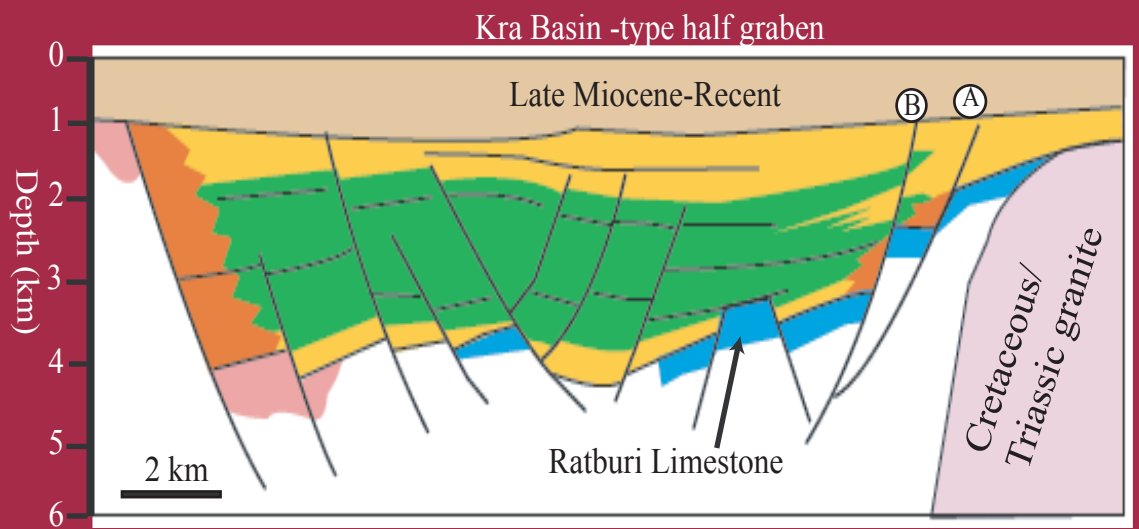 Kra Basin -type half graben
0
1
2
3
4
5
6
Depth (km)
Late Miocene-Recent
B
A
Ratburi Limestone
2 km
Cretaceous/
Triassic granite